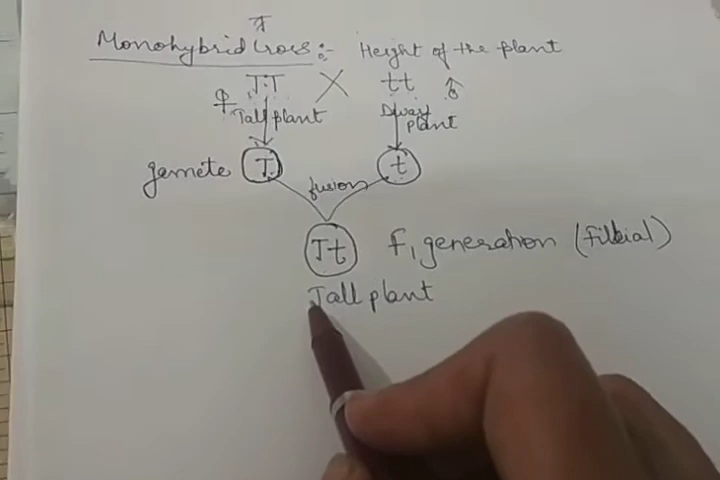 Monohybrid Cross :- Height of the plant
♀ TT X tt ♂
Tall plant Dwarf plant
gemete T t
fusion
Tt F1 generation (filial)
Tall plant